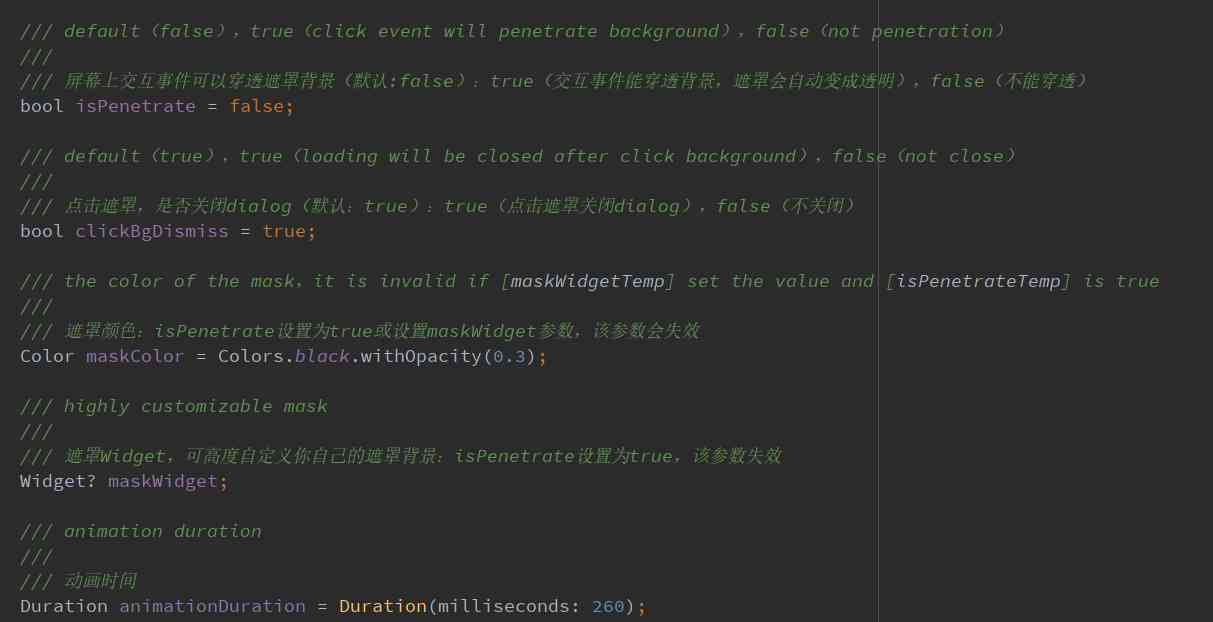 /// default（false），true（click event will penetrate background），false（not penetration）
///
/// 屏幕上交互事件可以穿透遮罩背景（默认:false）：true（交互事件能穿透背景，遮罩会自动变成透明），false（不能穿透）
bool isPenetrate = false;
/// default（true），true（loading will be closed after click background），false（not close）
///
/// 点击遮罩，是否关闭dialog（默认：true）：true（点击遮罩关闭dialog），false（不关闭）
bool clickBgDismiss = true;
/// the color of the mask，it is invalid if [maskWidgetTemp] set the value and [isPenetrateTemp] is true
///
/// 遮罩颜色：isPenetrate设置为true或设置maskWidget参数，该参数会失效
Color maskColor = Colors.black.withOpacity(0.3);
/// highly customizable mask
///
/// 遮罩Widget，可高度自定义你自己的遮罩背景：isPenetrate设置为true，该参数失效
Widget? maskWidget;
/// animation duration
///
/// 动画时间
Duration animationDuration = Duration(milliseconds: 260);